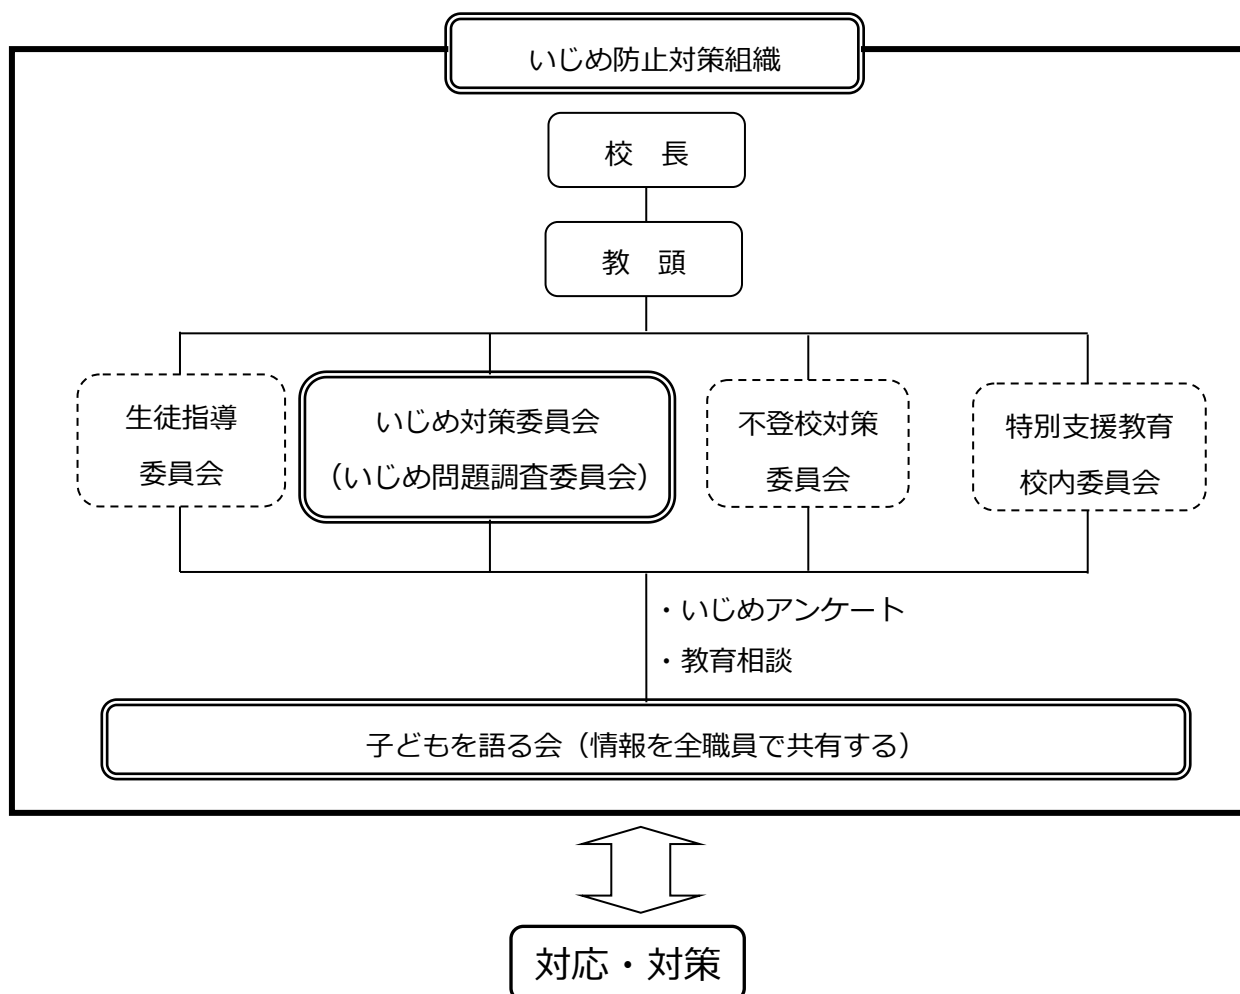 いじめ防止対策組織
校　長
教　頭
生徒指導
委員会
いじめ対策委員会
（いじめ問題調査委員会）
不登校対策
委員会
特別支援教育
校内委員会
・いじめアンケート
・教育相談
子どもを語る会（情報を全職員で共有する）
対応・対策